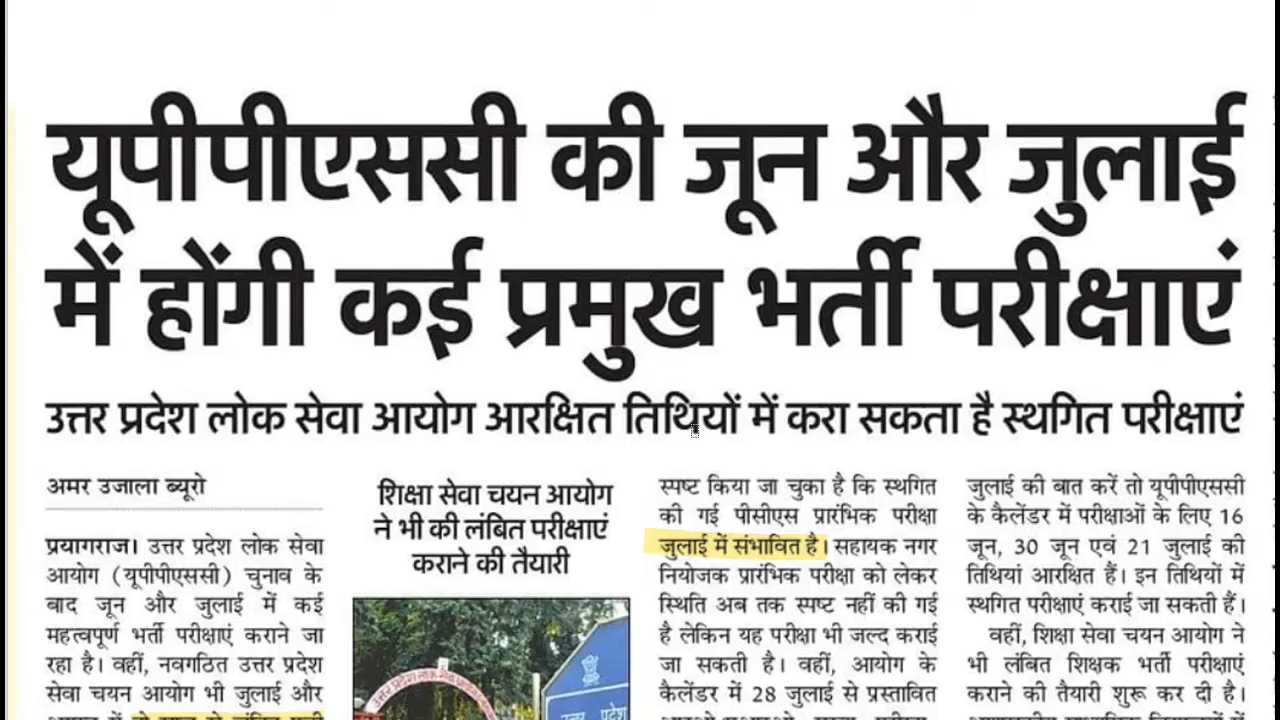 यूपीपीएससी की जून और जुलाई
में होंगी कई प्रमुख भर्ती परीक्षाएं
उत्तर प्रदेश लोक सेवा आयोग आरक्षित तिथियों में करा सकता है स्थगित परीक्षाएं
अमर उजाला ब्यूरो
प्रयागराज। उत्तर प्रदेश लोक सेवा
आयोग (यूपीपीएससी) चुनाव के
बाद जून और जुलाई में कई
महत्वपूर्ण भर्ती परीक्षाएं कराने जा
रहा है। वहीं, नवगठित उत्तर प्रदेश
सेवा चयन आयोग भी जुलाई और
शिक्षा सेवा चयन आयोग
ने भी की लंबित परीक्षाएं
कराने की तैयारी
उत्तर प्रदेश
स्पष्ट किया जा चुका है कि स्थगित
की गई पीसीएस प्रारंभिक परीक्षा
जुलाई में संभावित है। सहायक नगर
नियोजक प्रारंभिक परीक्षा को लेकर
स्थिति अब तक स्पष्ट नहीं की गई
है लेकिन यह परीक्षा भी जल्द कराई
जा सकती है। वहीं, आयोग के
कैलेंडर में 28 जुलाई से प्रस्तावित
जुलाई की बात करें तो यूपीपीएससी
के कैलेंडर में परीक्षाओं के लिए 16
जून, 30 जून एवं 21 जुलाई की
तिथियां आरक्षित हैं। इन तिथियों में
स्थगित परीक्षाएं कराई जा सकती हैं।
वहीं, शिक्षा सेवा चयन आयोग ने
भी लंबित शिक्षक भर्ती परीक्षाएं
कराने की तैयारी शुरू कर दी है।